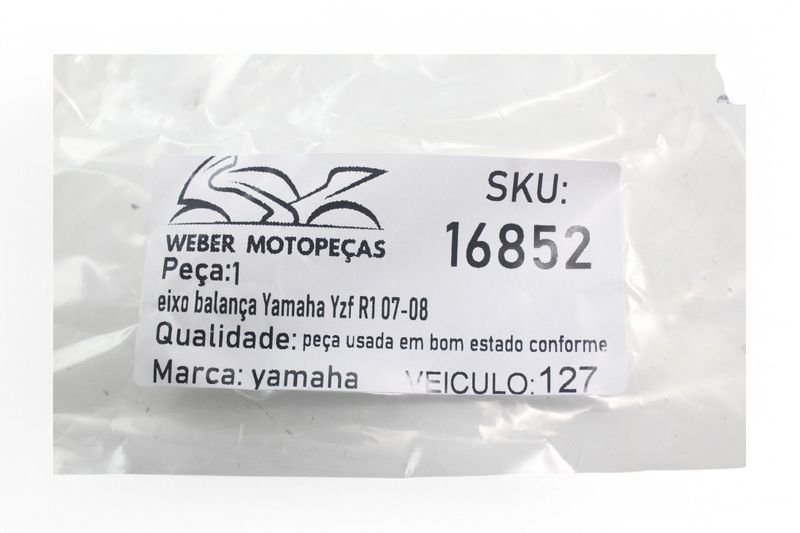 SKU:
16852
WEBER MOTOPEÇAS
Peça:1
eixo balança Yamaha Yzf R1 07-08
Qualidade: peça usada em bom estado conforme
Marca: yamaha VEICULO:127